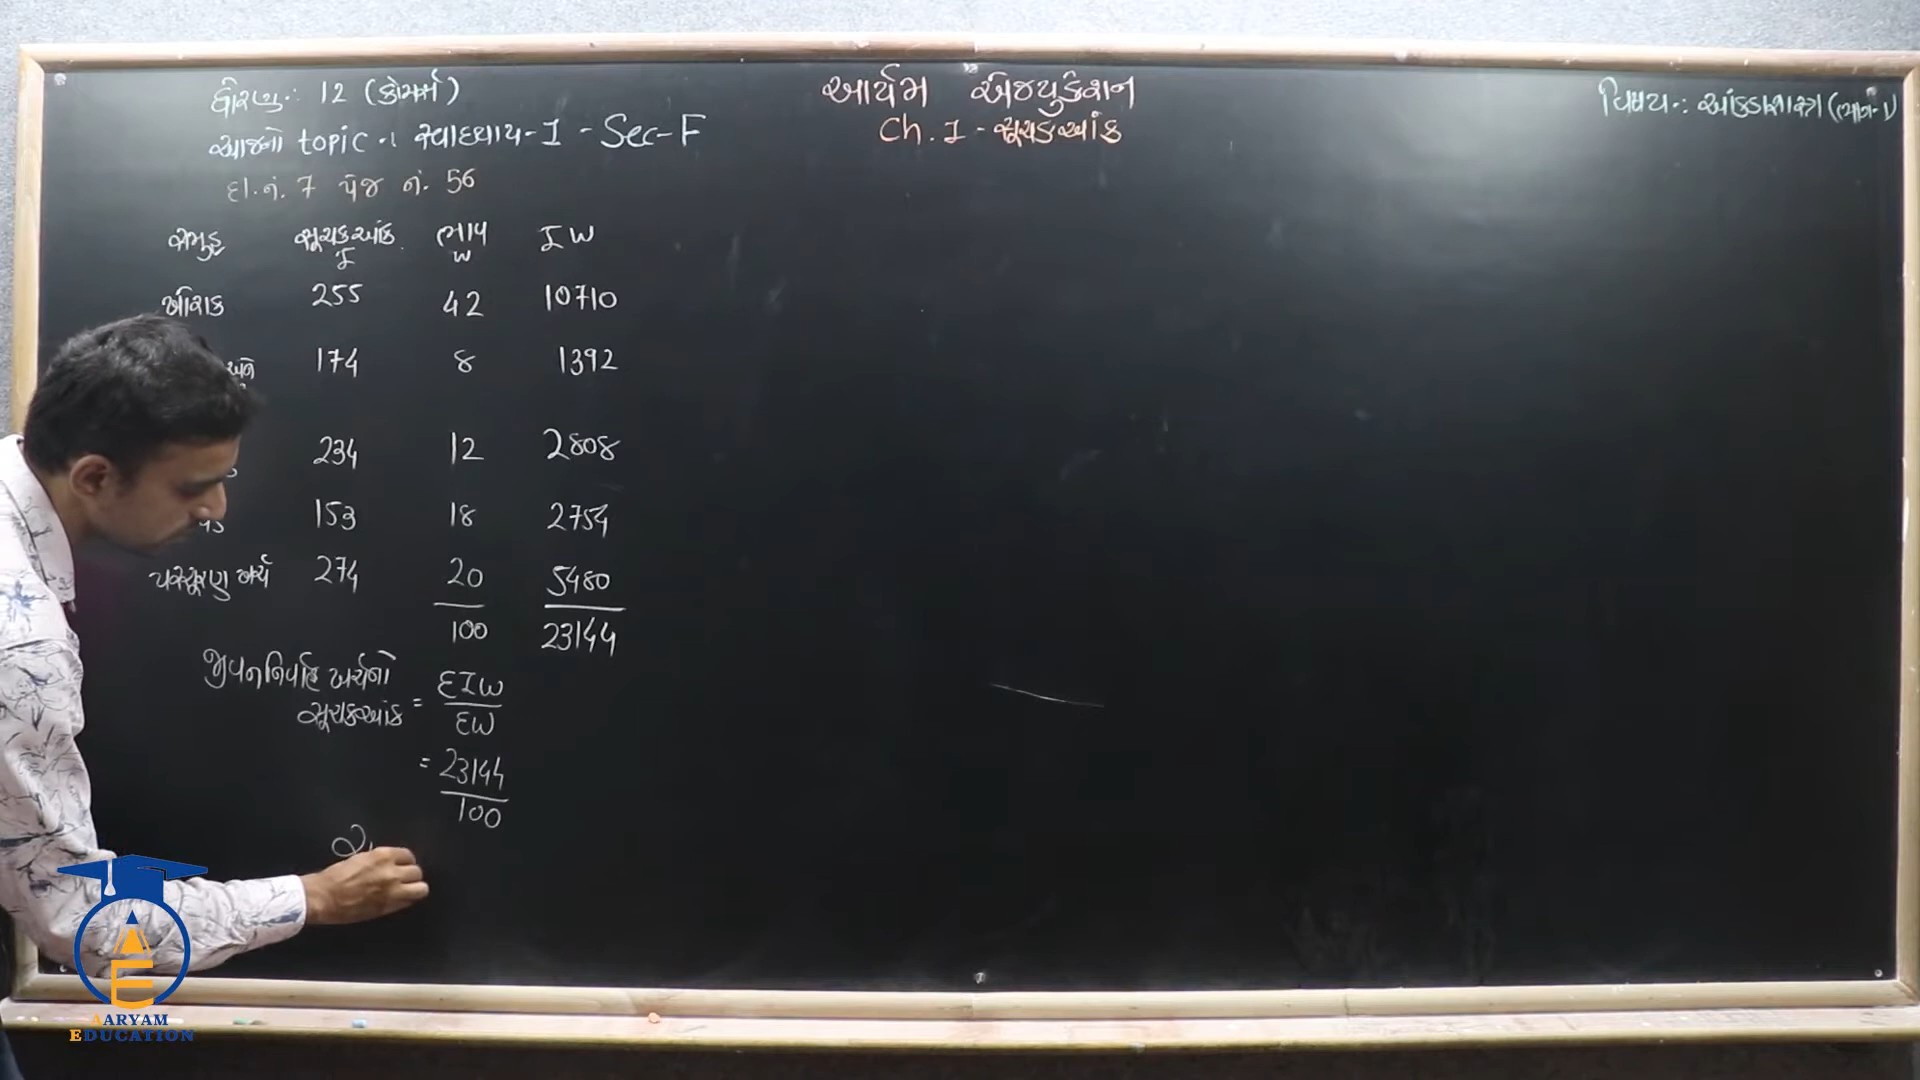 ધોરણ : 12 (કોમર્સ)
આર્યમ એજ્યુકેશન
વિષય : આંકડાશાસ્ત્ર (ભાગ-1)
આજનો topic : સ્વાધ્યાય-1 - Sec-F
Ch. 1 - સૂચકઆંક
દા.નં. 7 પેજ નં. 56
સમુહ સૂચકઆંક ભાર IW
I W
ખોરાક 255 42 10710
અને 174 8 1392
234 12 2808
153 18 2754
પરચૂરણ ખર્ચ 274 20 5480
100 23144
જીવનનિર્વાહ ખર્ચનો
સૂચકઆંક = ΣIW
ΣW
= 23144
100
AARYAM
EDUCATION